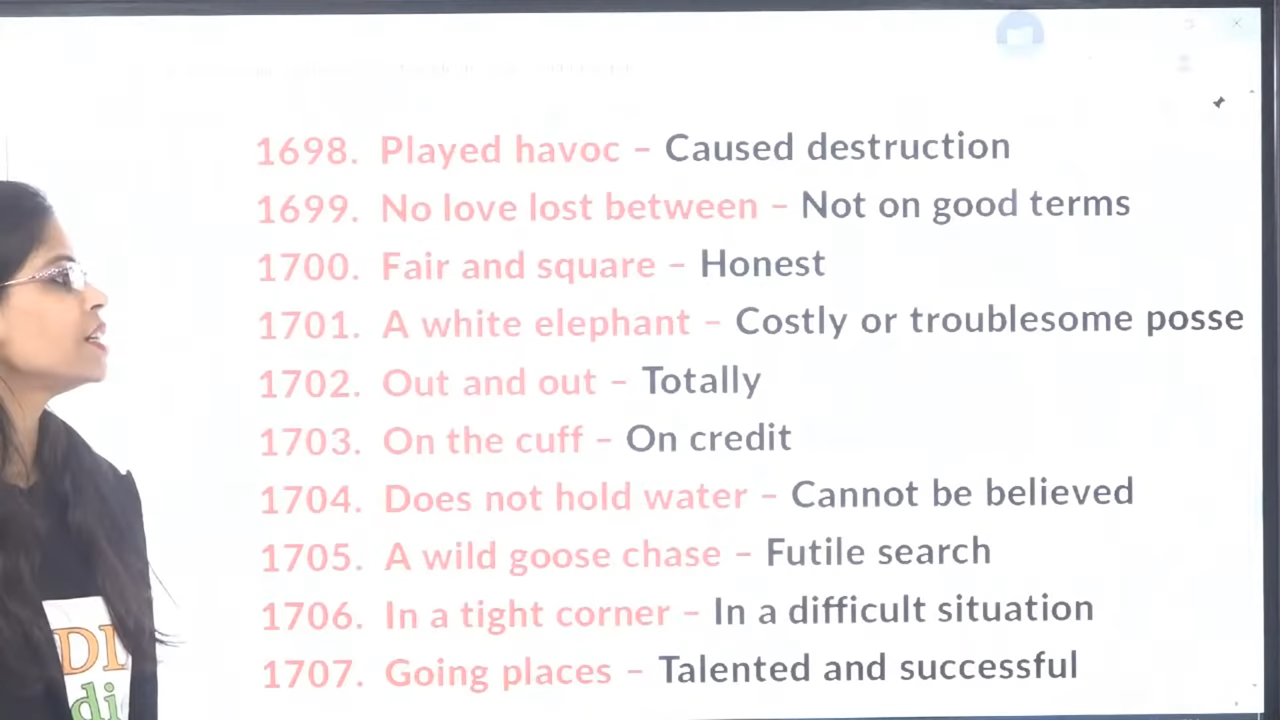 1698. Played havoc – Caused destruction
1699. No love lost between – Not on good terms
1700. Fair and square – Honest
1701. A white elephant – Costly or troublesome posse
1702. Out and out – Totally
1703. On the cuff – On credit
1704. Does not hold water – Cannot be believed
1705. A wild goose chase – Futile search
1706. In a tight corner – In a difficult situation
1707. Going places – Talented and successful